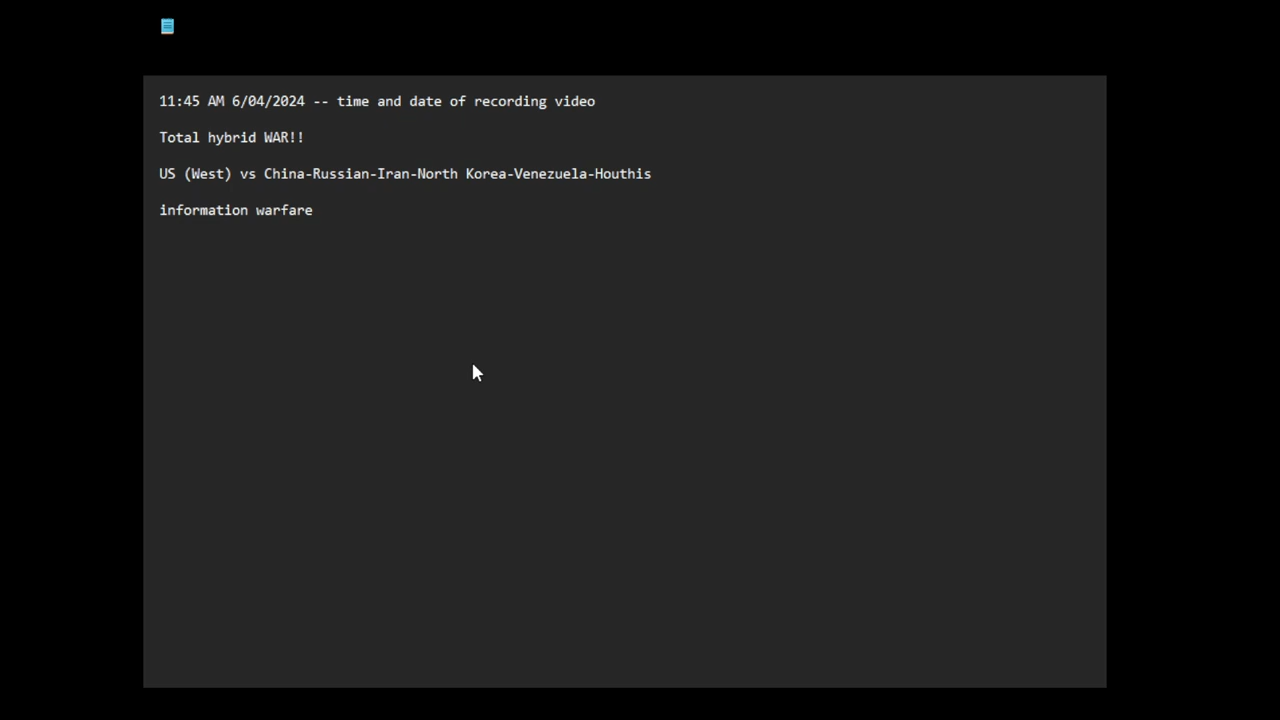 11:45 AM 6/04/2024 -- time and date of recording video
Total hybrid WAR!!
US (West) vs China-Russian-Iran-North Korea-Venezuela-Houthis
information warfare